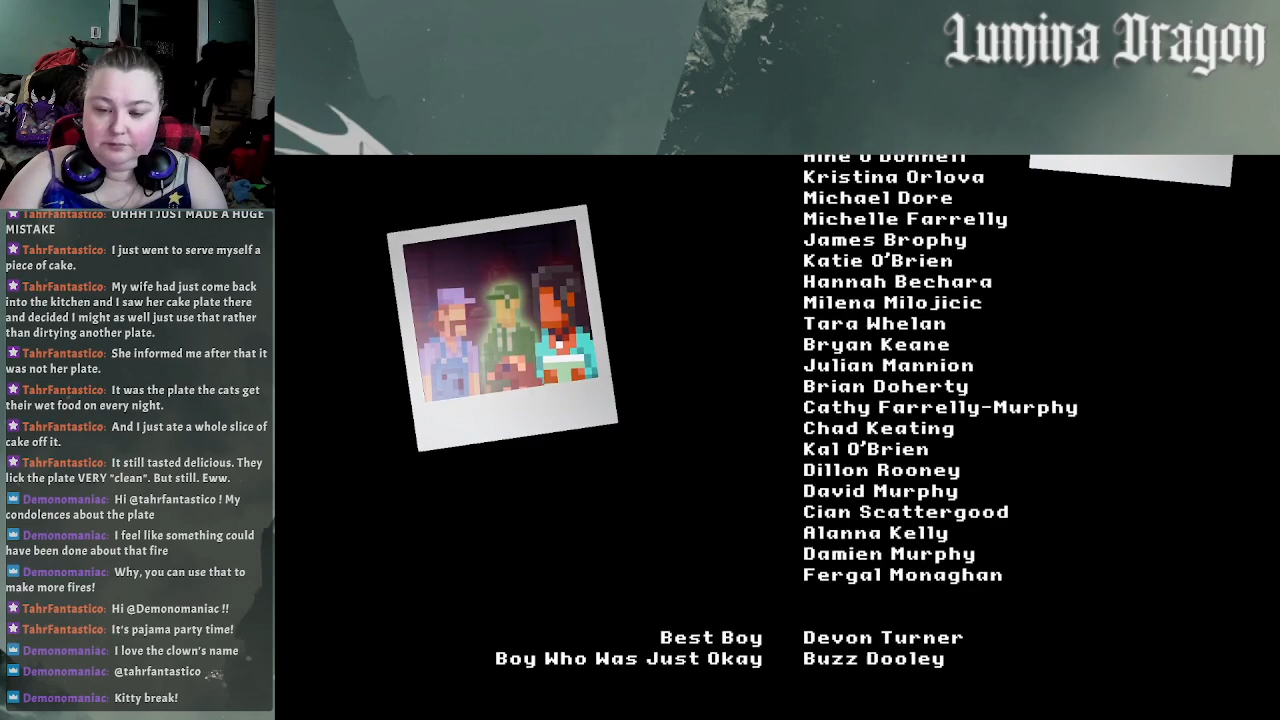 Lumina Dragon
TahrFantastico: UHHH I JUST MADE A HUGE
MISTAKE
TahrFantastico: I just went to serve myself a
piece of cake.
TahrFantastico: My wife had just come back
into the kitchen and I saw her cake plate there
and decided I might as well just use that rather
than dirtying another plate.
TahrFantastico: She informed me after that it
was not her plate.
TahrFantastico: It was the plate the cats get
their wet food on every night.
TahrFantastico: And I just ate a whole slice of
cake off it.
TahrFantastico: It still tasted delicious. They
lick the plate VERY "clean". But still. Eww.
Demonomaniac: Hi @tahrfantastico ! My
condolences about the plate
Demonomaniac: I feel like something could
have been done about that fire
Demonomaniac: Why, you can use that to
make more fires!
TahrFantastico: Hi @Demonomaniac !!
TahrFantastico: It's pajama party time!
Demonomaniac: I love the clown's name
Demonomaniac: @tahrfantastico
Demonomaniac: Kitty break!
O'Donnell
Kristina Orlova
Michael Dore
Michelle Farrelly
James Brophy
Katie O'Brien
Hannah Bechara
Milena Milojicic
Tara Whelan
Bryan Keane
Julian Mannion
Brian Doherty
Cathy Farrelly-Murphy
Chad Keating
Kal O'Brien
Dillon Rooney
David Murphy
Cian Scattergood
Alanna Kelly
Damien Murphy
Fergal Monaghan
Best Boy Devon Turner
Boy Who Was Just Okay Buzz Dooley